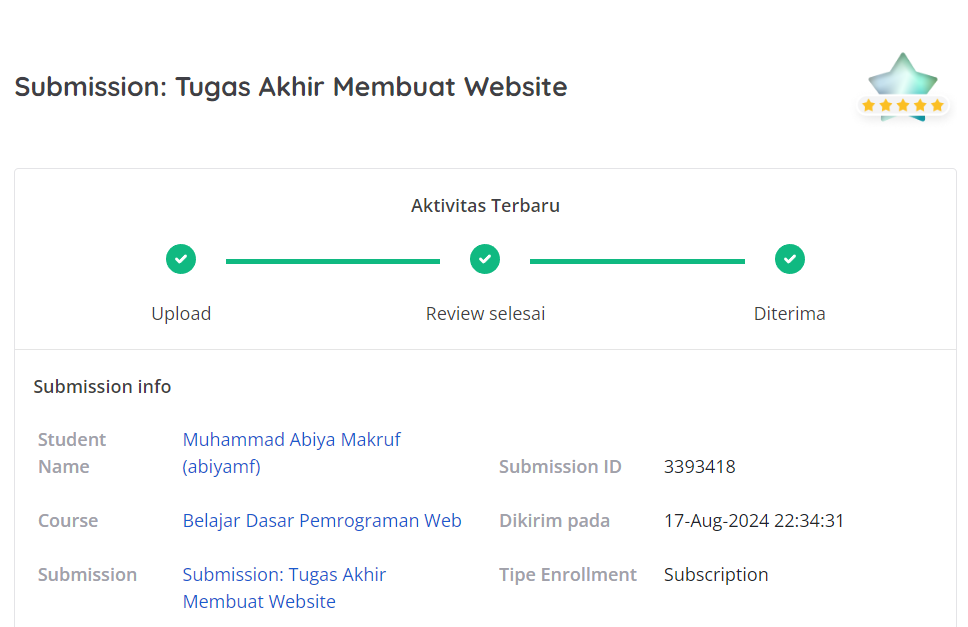 Submission: Tugas Akhir Membuat Website
Aktivitas Terbaru
Upload
Review selesai
Diterima
Submission info
Student Name
Muhammad Abiya Makruf
(abiyamf)
Submission ID
3393418
Course
Belajar Dasar Pemrograman Web
Dikirim pada
17-Aug-2024 22:34:31
Submission
Submission: Tugas Akhir
Membuat Website
Tipe Enrollment
Subscription